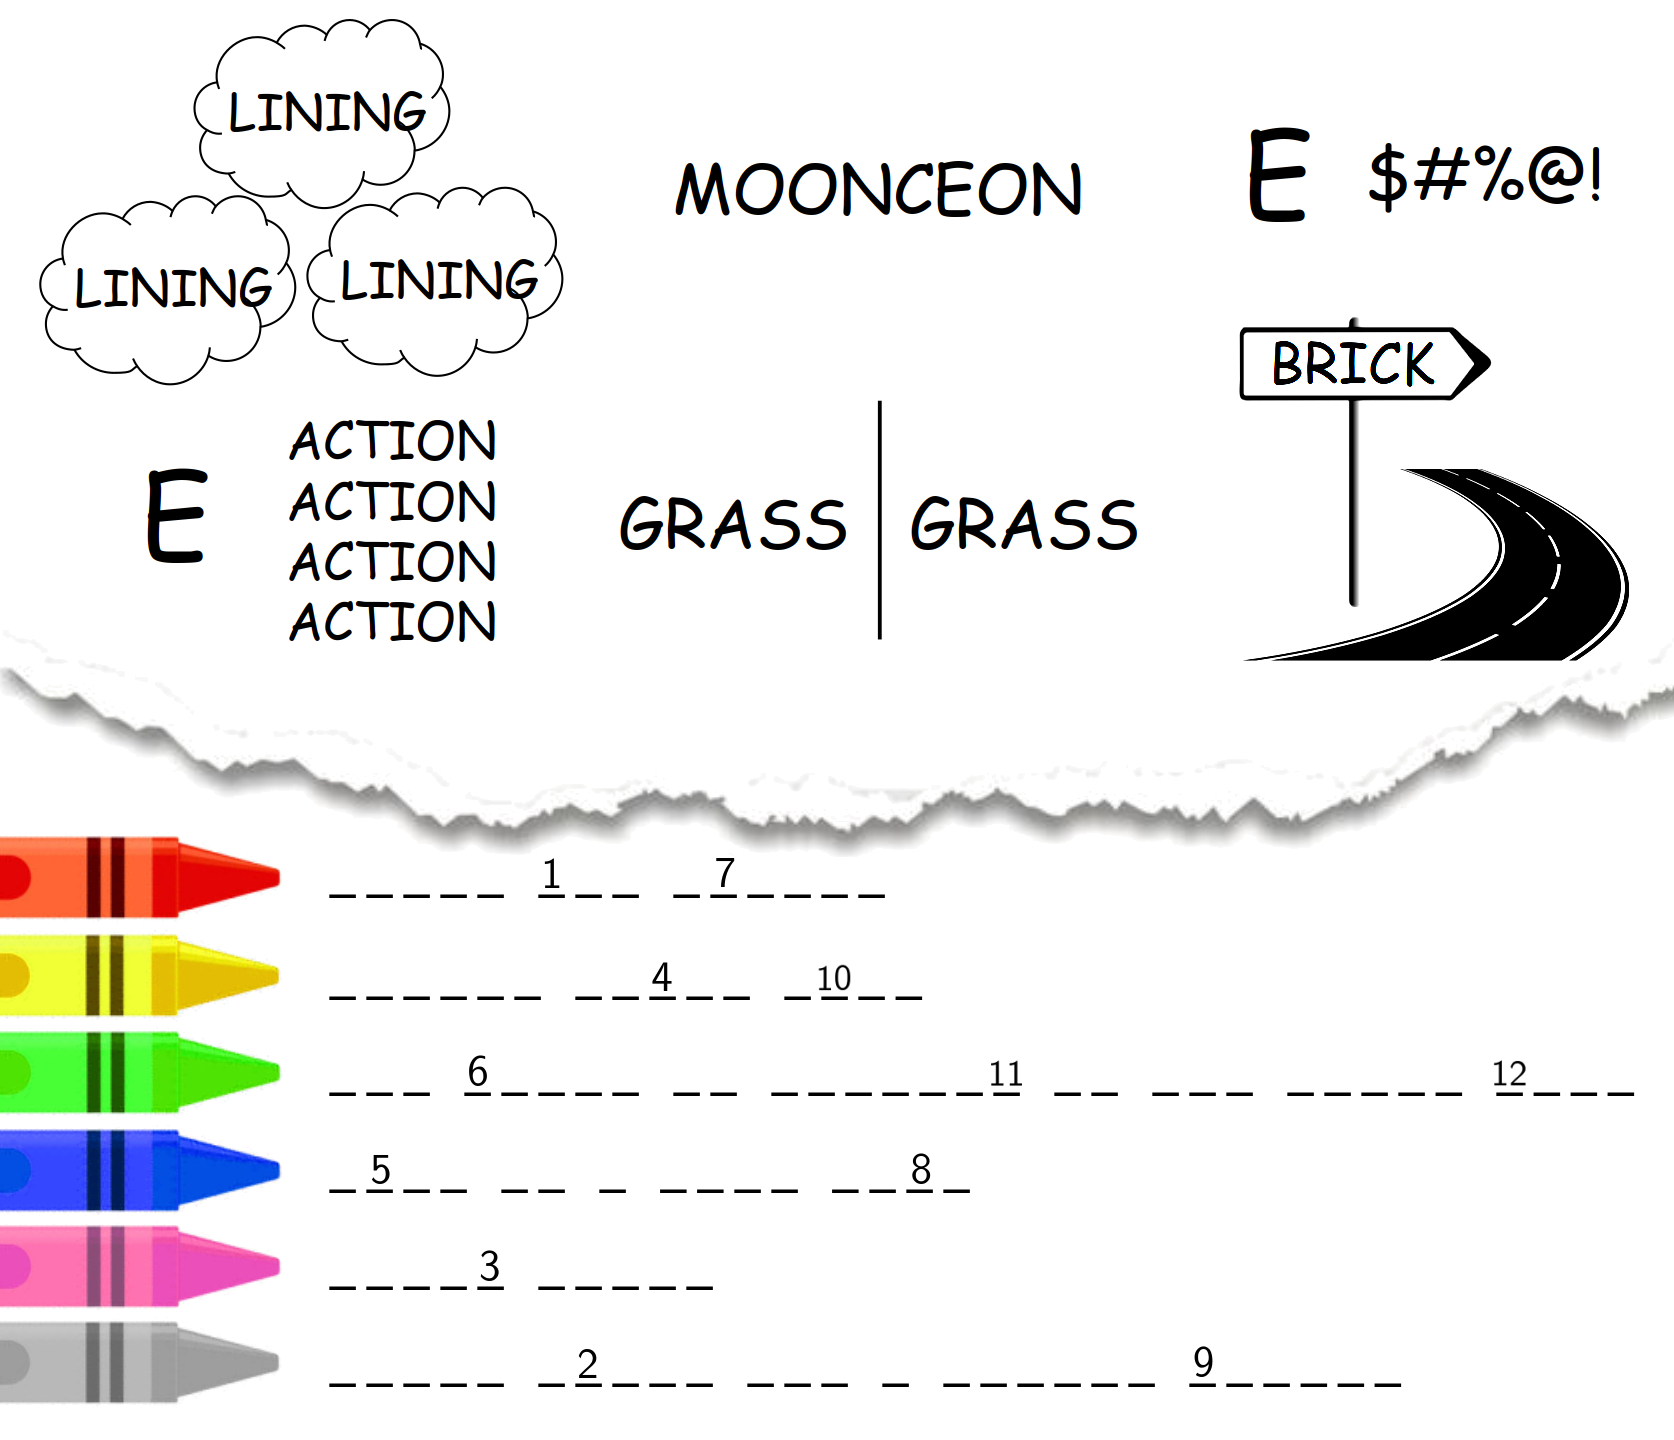 LINING
LINING LINING
MOONCEON
E $#%@!
BRICK
E
ACTION
ACTION
ACTION
ACTION
GRASS | GRASS
_ _ _ _ _ 1 _ _ _ 7 _ _ _ _
_ _ _ _ _ _ _ _ 4 _ _ _ 10 _ _
_ _ _ 6 _ _ _ _ _ _ _ _ _ _ _ _ 11 _ _ _ _ _ _ _ _ _ _ 12 _ _ _
_ 5 _ _ _ _ _ _ _ _ _ _ _ 8 _
_ _ _ _ 3 _ _ _ _ _
_ _ _ _ _ _ 2 _ _ _ _ _ _ _ _ _ _ _ _ _ 9 _ _ _ _ _